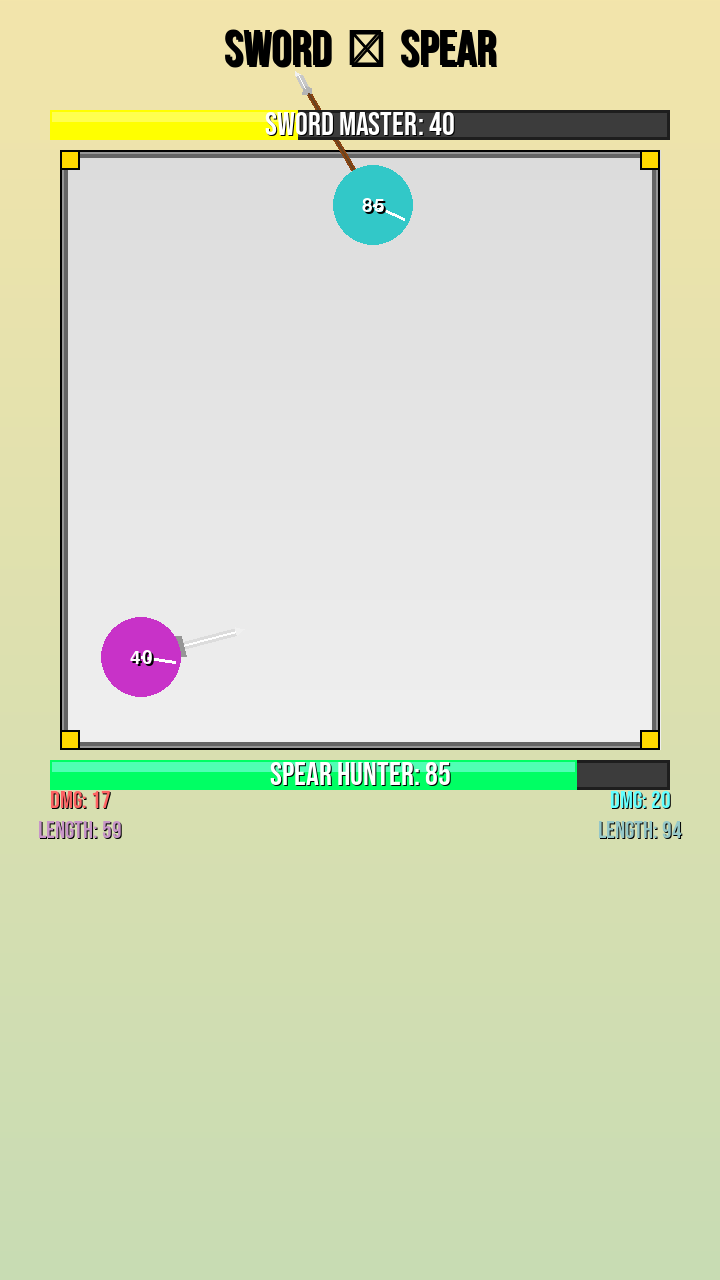 SWORD ☒ SPEAR
SWORD MASTER: 40
85
40
SPEAR HUNTER: 85
DMG: 17
DMG: 20
LENGTH: 59
LENGTH: 94